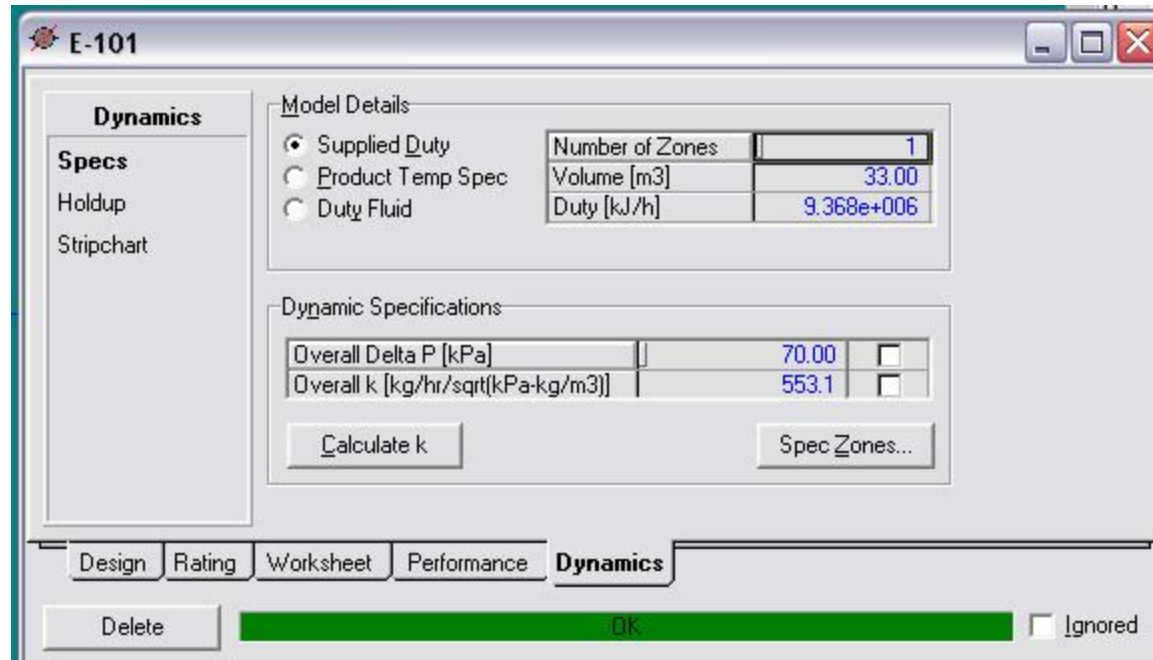 E-101
Dynamics
Specs
Holdup
Stripchart
Model Details
Supplied Duty
Product Temp Spec
Duty Fluid
Number of Zones 1
Volume [m3] 33.00
Duty [kJ/h] 9.368e+006
Dynamic Specifications
Overall Delta P [kPa] 70.00
Overall k [kg/hr/sqrt(kPa-kg/m3)] 553.1
Calculate k
Spec Zones...
Design Rating Worksheet Performance Dynamics
Delete OK Ignored